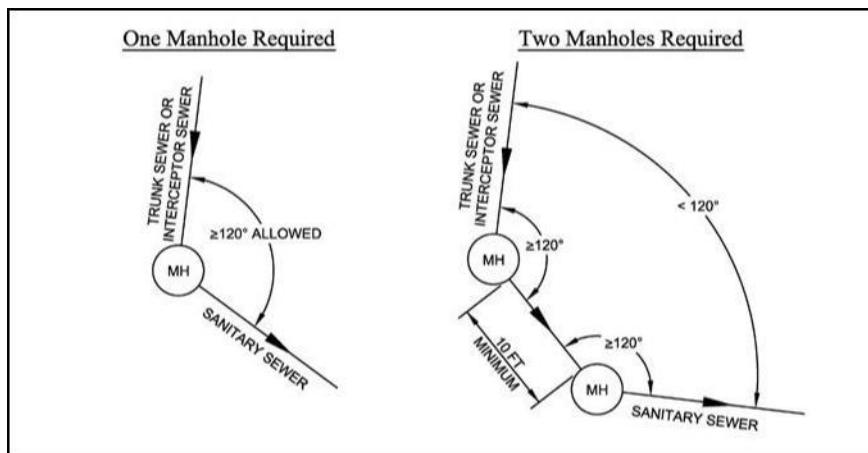 One Manhole Required
TRUNK SEWER OR
INTERCEPTOR SEWER
≥120° ALLOWED
MH
SANITARY SEWER
Two Manholes Required
TRUNK SEWER OR
INTERCEPTOR SEWER
< 120°
≥120°
MH
10 FT
MINIMUM
≥120°
MH
SANITARY SEWER